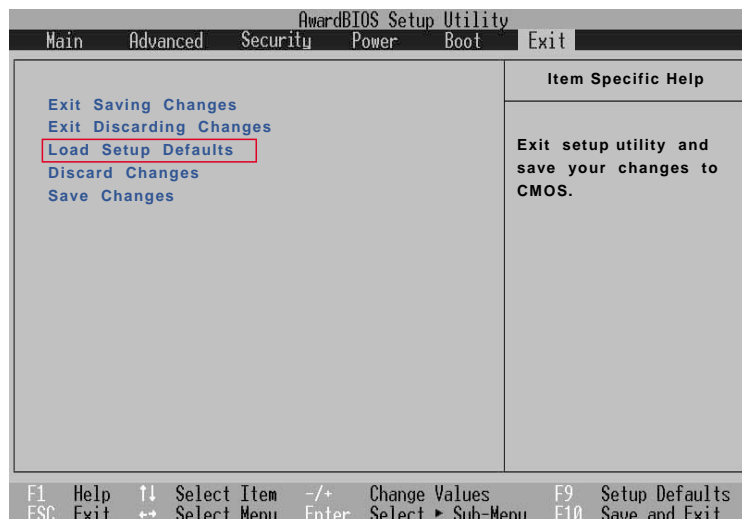 AwardBIOS Setup Utility
Main Advanced Security Power Boot Exit
Item Specific Help
Exit Saving Changes
Exit Discarding Changes
Load Setup Defaults
Discard Changes
Save Changes
Exit setup utility and
save your changes to
CMOS.
F1 Help ↑↓ Select Item -/+ Change Values F9 Setup Defaults
ESC Exit ←→ Select Menu Enter Select ► Sub-Menu F10 Save and Exit